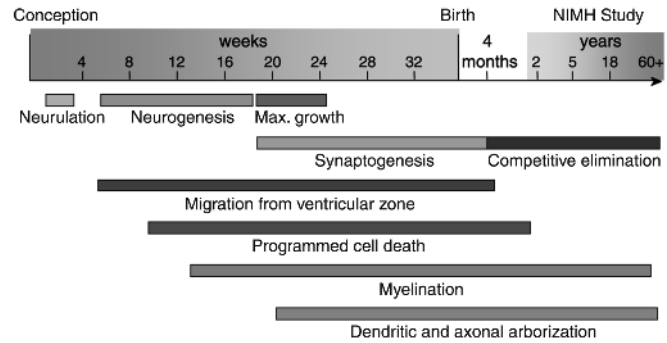 Conception Birth NIMH Study
weeks 4 months years
4 8 12 16 20 24 28 32 2 5 18 60+
Neurulation Neurogenesis Max. growth
Synaptogenesis Competitive elimination
Migration from ventricular zone
Programmed cell death
Myelination
Dendritic and axonal arborization